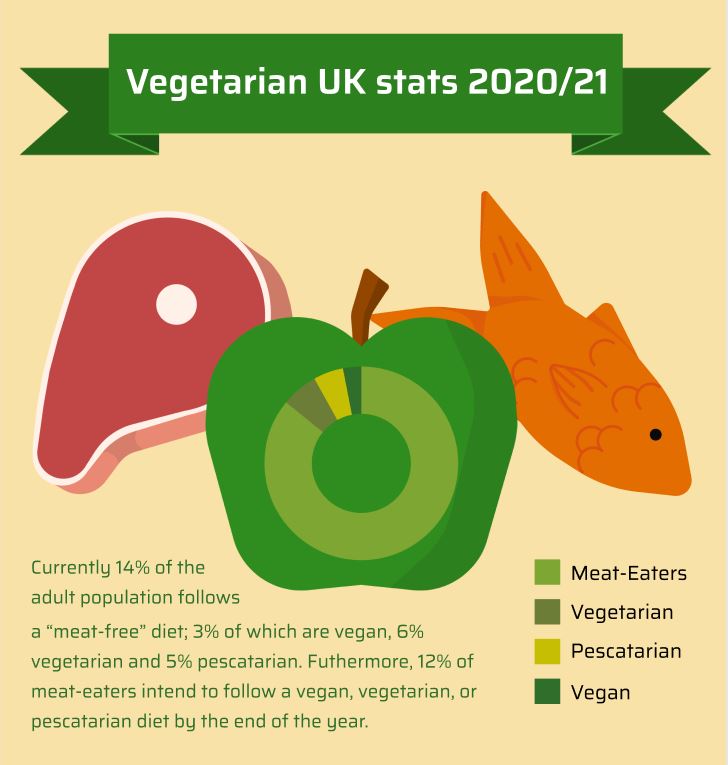 Vegetarian UK stats 2020/21
Currently 14% of the
adult population follows
a “meat-free” diet; 3% of which are vegan, 6%
vegetarian and 5% pescatarian. Futhermore, 12% of
meat-eaters intend to follow a vegan, vegetarian, or
pescatarian diet by the end of the year.
Meat-Eaters
Vegetarian
Pescatarian
Vegan